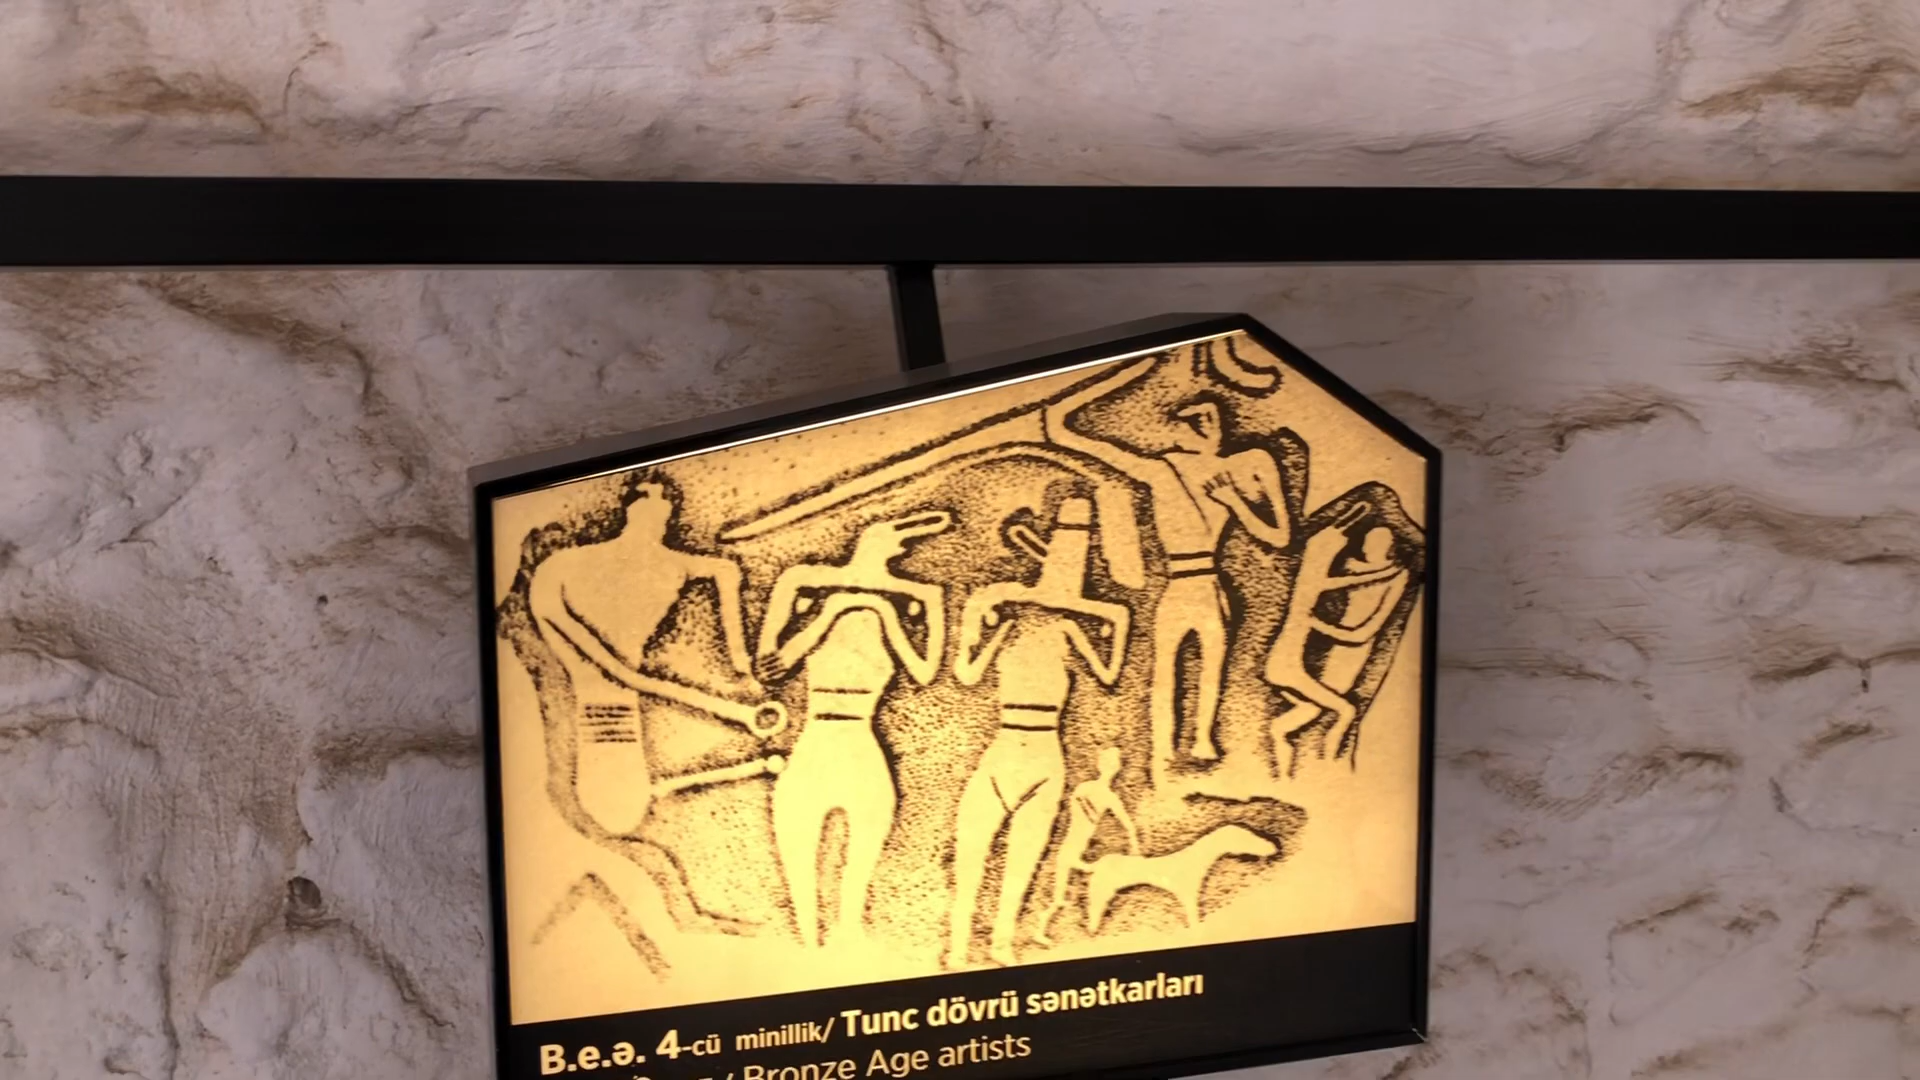 B.e.ə. 4-cü minillik/ Tunc dövrü sənətkarları
/ Bronze Age artists